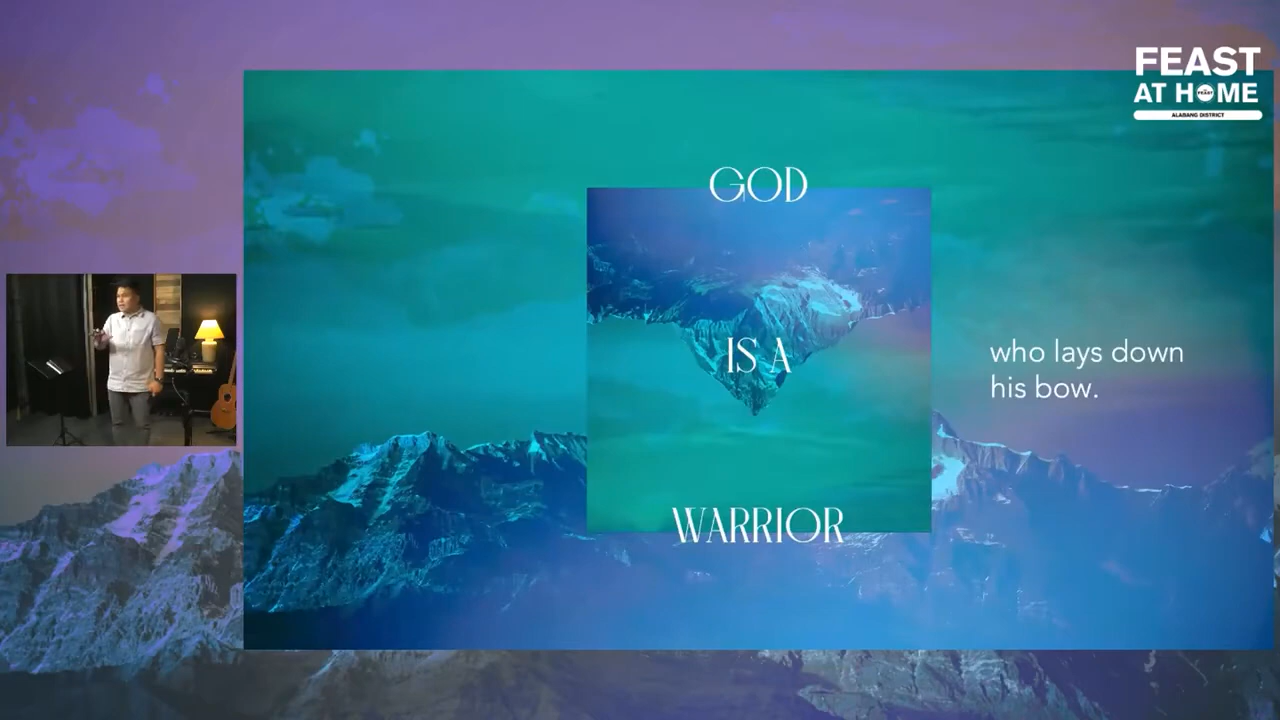 FEAST
AT HOME
ALABANG DISTRICT
GOD
IS A
WARRIOR
who lays down
his bow.